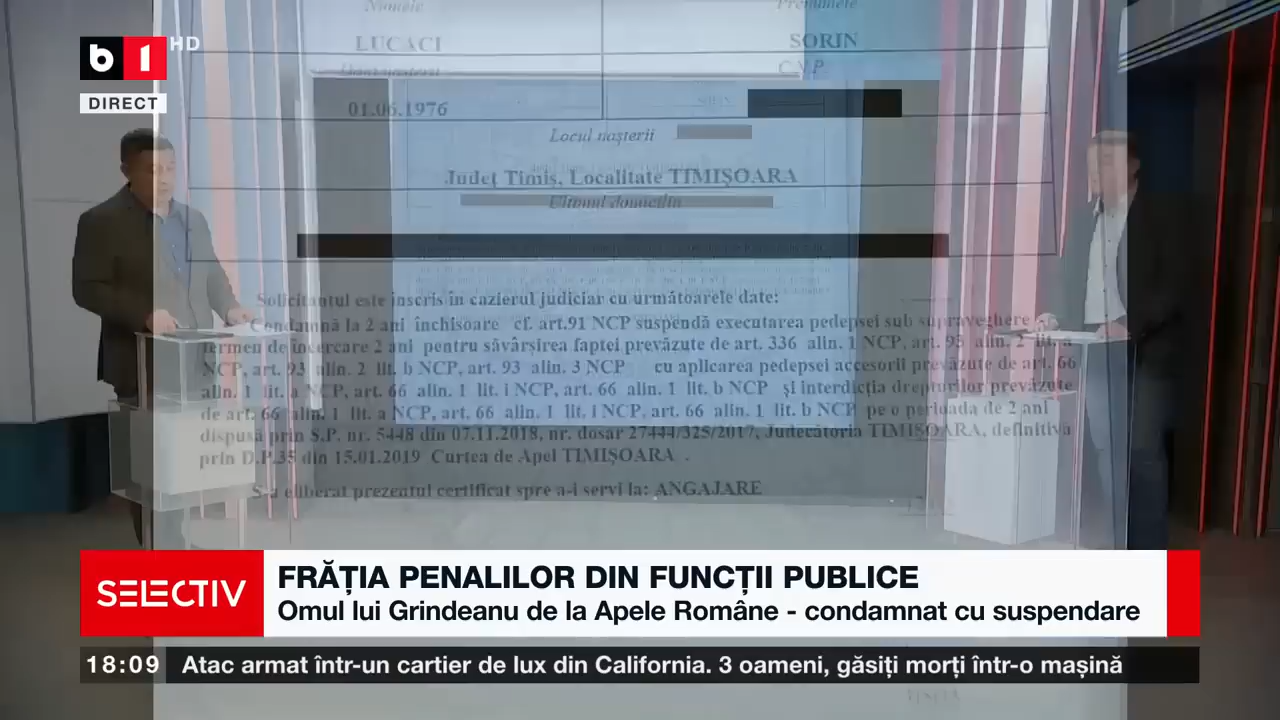 Numele
Prenumele
b1 HD
LUCACI
SORIN
DIRECT
C.N.P.
01.06.1976
Locul nașterii
Județ Timiș, Localitate TIMIȘOARA
Ultimul domiciliu
Solicitantul este înscris în cazierul judiciar cu următoarele date:
Condamnă la 2 ani închisoare cf. art.91 NCP suspendă executarea pedepsei sub supraveghere
termen de încercare 2 ani pentru săvârșirea faptei prevăzute de art. 336 alin. 1 NCP, art. 93 alin. 2 lit. a
NCP, art. 93 alin. 2 lit. b NCP, art. 93 alin. 3 NCP cu aplicarea pedepsei accesorii prevăzute de art. 66
alin. 1 lit. a NCP, art. 66 alin. 1 lit. i NCP, art. 66 alin. 1 lit. b NCP și interdicția drepturilor prevăzute
de art. 66 alin. 1 lit. a NCP, art. 66 alin. 1 lit. i NCP, art. 66 alin. 1 lit. b NCP pe o perioada de 2 ani
dispusă prin S.P. nr. 5448 din 07.11.2018, nr. dosar 27444/325/2017, Judecătoria TIMIȘOARA, definitiva
prin D.P.35 din 15.01.2019 Curtea de Apel TIMIȘOARA .
S-a eliberat prezentul certificat spre a-i servi la: ANGAJARE
SELECTIV
FRĂȚIA PENALILOR DIN FUNCȚII PUBLICE
Omul lui Grindeanu de la Apele Române - condamnat cu suspendare
18:09 Atac armat într-un cartier de lux din California. 3 oameni, găsiți morți într-o mașină